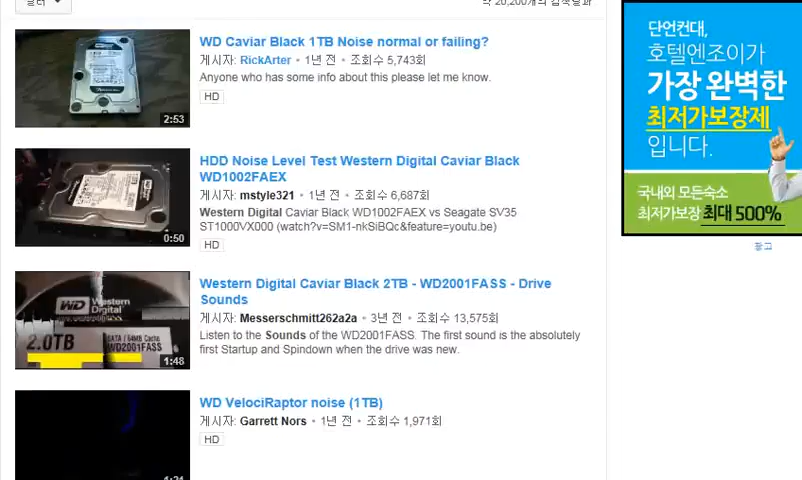 필터
약 20,200개의 검색결과
WD Caviar Black 1TB Noise normal or failing?
게시자: RickArter • 1년 전 • 조회수 5,743회
Anyone who has some info about this please let me know.
HD
2:53
HDD Noise Level Test Western Digital Caviar Black
WD1002FAEX
게시자: mstyle321 • 1년 전 • 조회수 6,687회
Western Digital Caviar Black WD1002FAEX vs Seagate SV35
ST1000VX000 (watch?v=SM1-nkSiBQc&feature=youtu.be)
HD
0:50
Western Digital Caviar Black 2TB - WD2001FASS - Drive
Sounds
게시자: Messerschmitt262a2a • 3년 전 • 조회수 13,575회
Listen to the Sounds of the WD2001FASS. The first sound is the absolutely
first Startup and Spindown when the drive was new.
WD Western
Digital
2.0TB
SATA / 64MB Cache
WD2001FASS
1:48
WD VelociRaptor noise (1TB)
게시자: Garrett Nors • 1년 전 • 조회수 1,971회
HD
단언컨대,
호텔엔조이가
가장 완벽한
최저가보장제
입니다.
국내외 모든숙소
최저가보장 최대 500%
광고